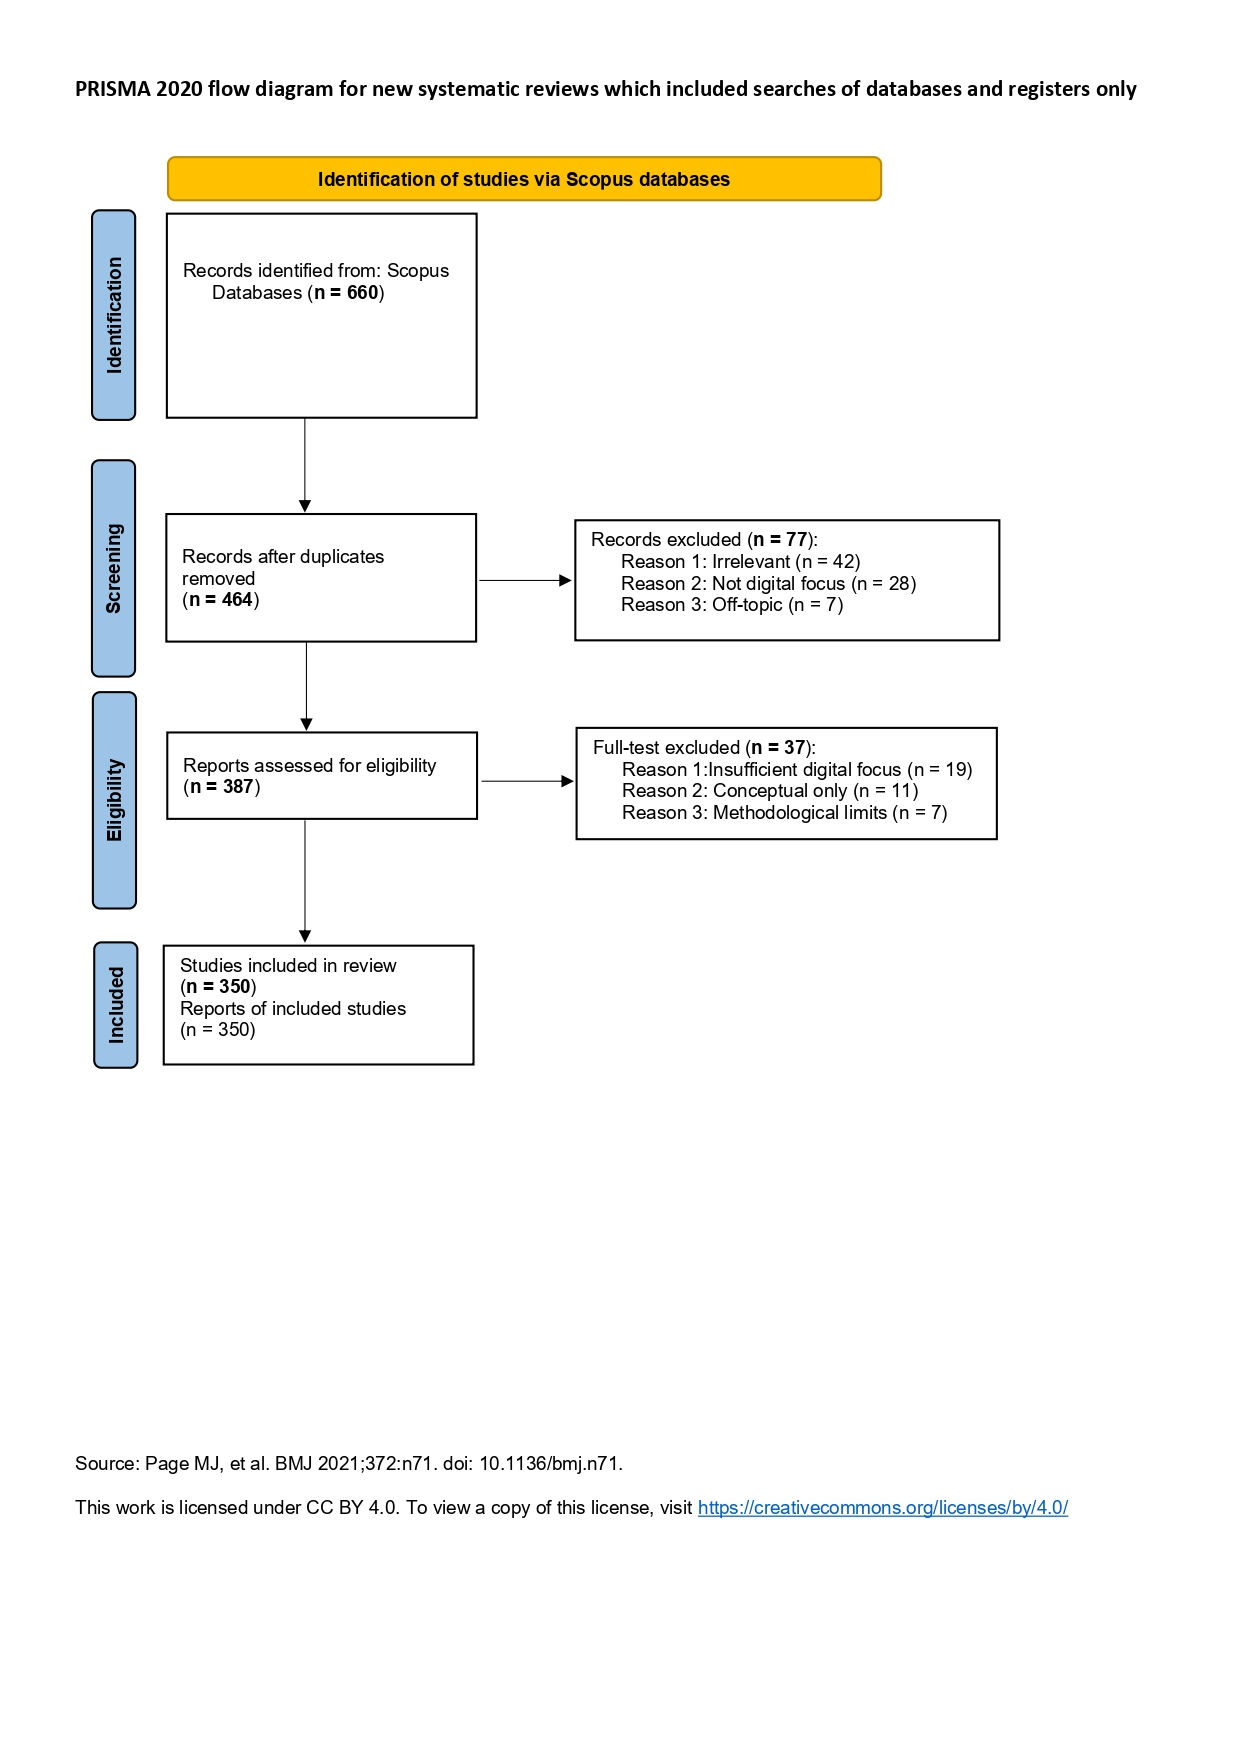 PRISMA 2020 flow diagram for new systematic reviews which included searches of databases and registers only
Identification of studies via Scopus databases
Identification
Records identified from: Scopus
Databases (n = 660)
Screening
Records after duplicates
removed
(n = 464)
Records excluded (n = 77):
Reason 1: Irrelevant (n = 42)
Reason 2: Not digital focus (n = 28)
Reason 3: Off-topic (n = 7)
Eligibility
Reports assessed for eligibility
(n = 387)
Full-test excluded (n = 37):
Reason 1:Insufficient digital focus (n = 19)
Reason 2: Conceptual only (n = 11)
Reason 3: Methodological limits (n = 7)
Included
Studies included in review
(n = 350)
Reports of included studies
(n = 350)
Source: Page MJ, et al. BMJ 2021;372:n71. doi: 10.1136/bmj.n71.
This work is licensed under CC BY 4.0. To view a copy of this license, visit https://creativecommons.org/licenses/by/4.0/